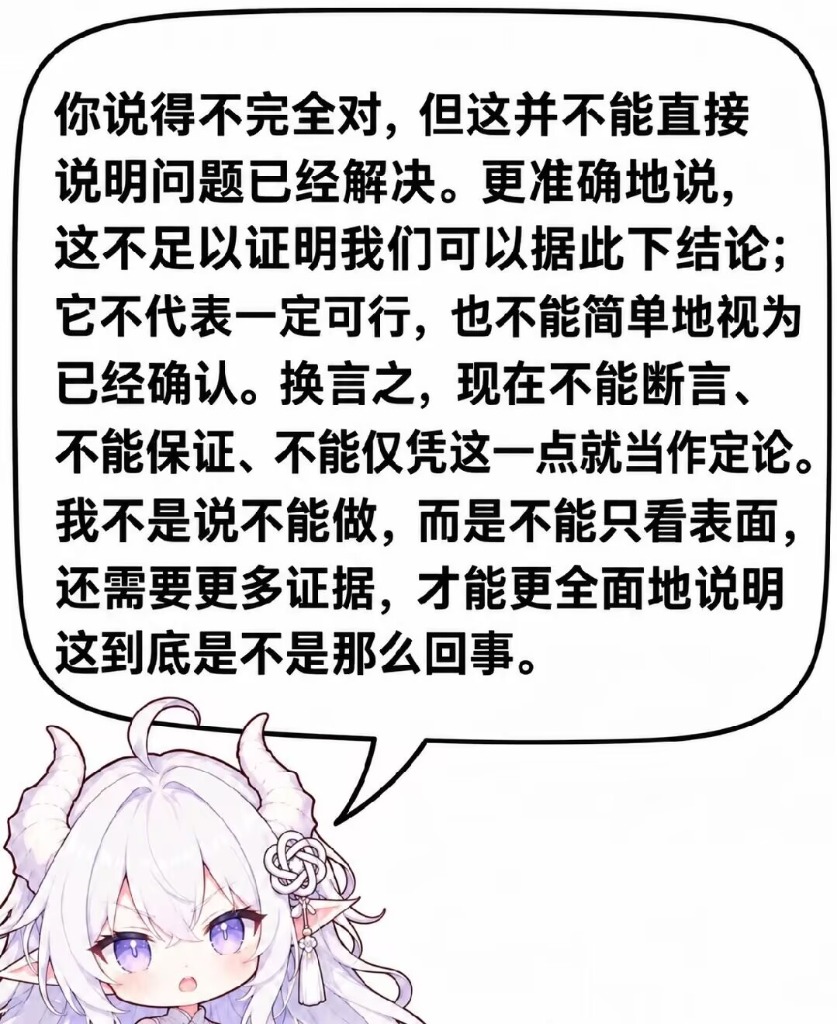 你说得不完全对，但这并不能直接
说明问题已经解决。更准确地说，
这不足以证明我们可以据此下结论；
它不代表一定可行，也不能简单地视为
已经确认。换言之，现在不能断言、
不能保证、不能仅凭这一点就当作定论。
我不是说不能做，而是不能只看表面，
还需要更多证据，才能更全面地说明
这到底是不是那么回事。